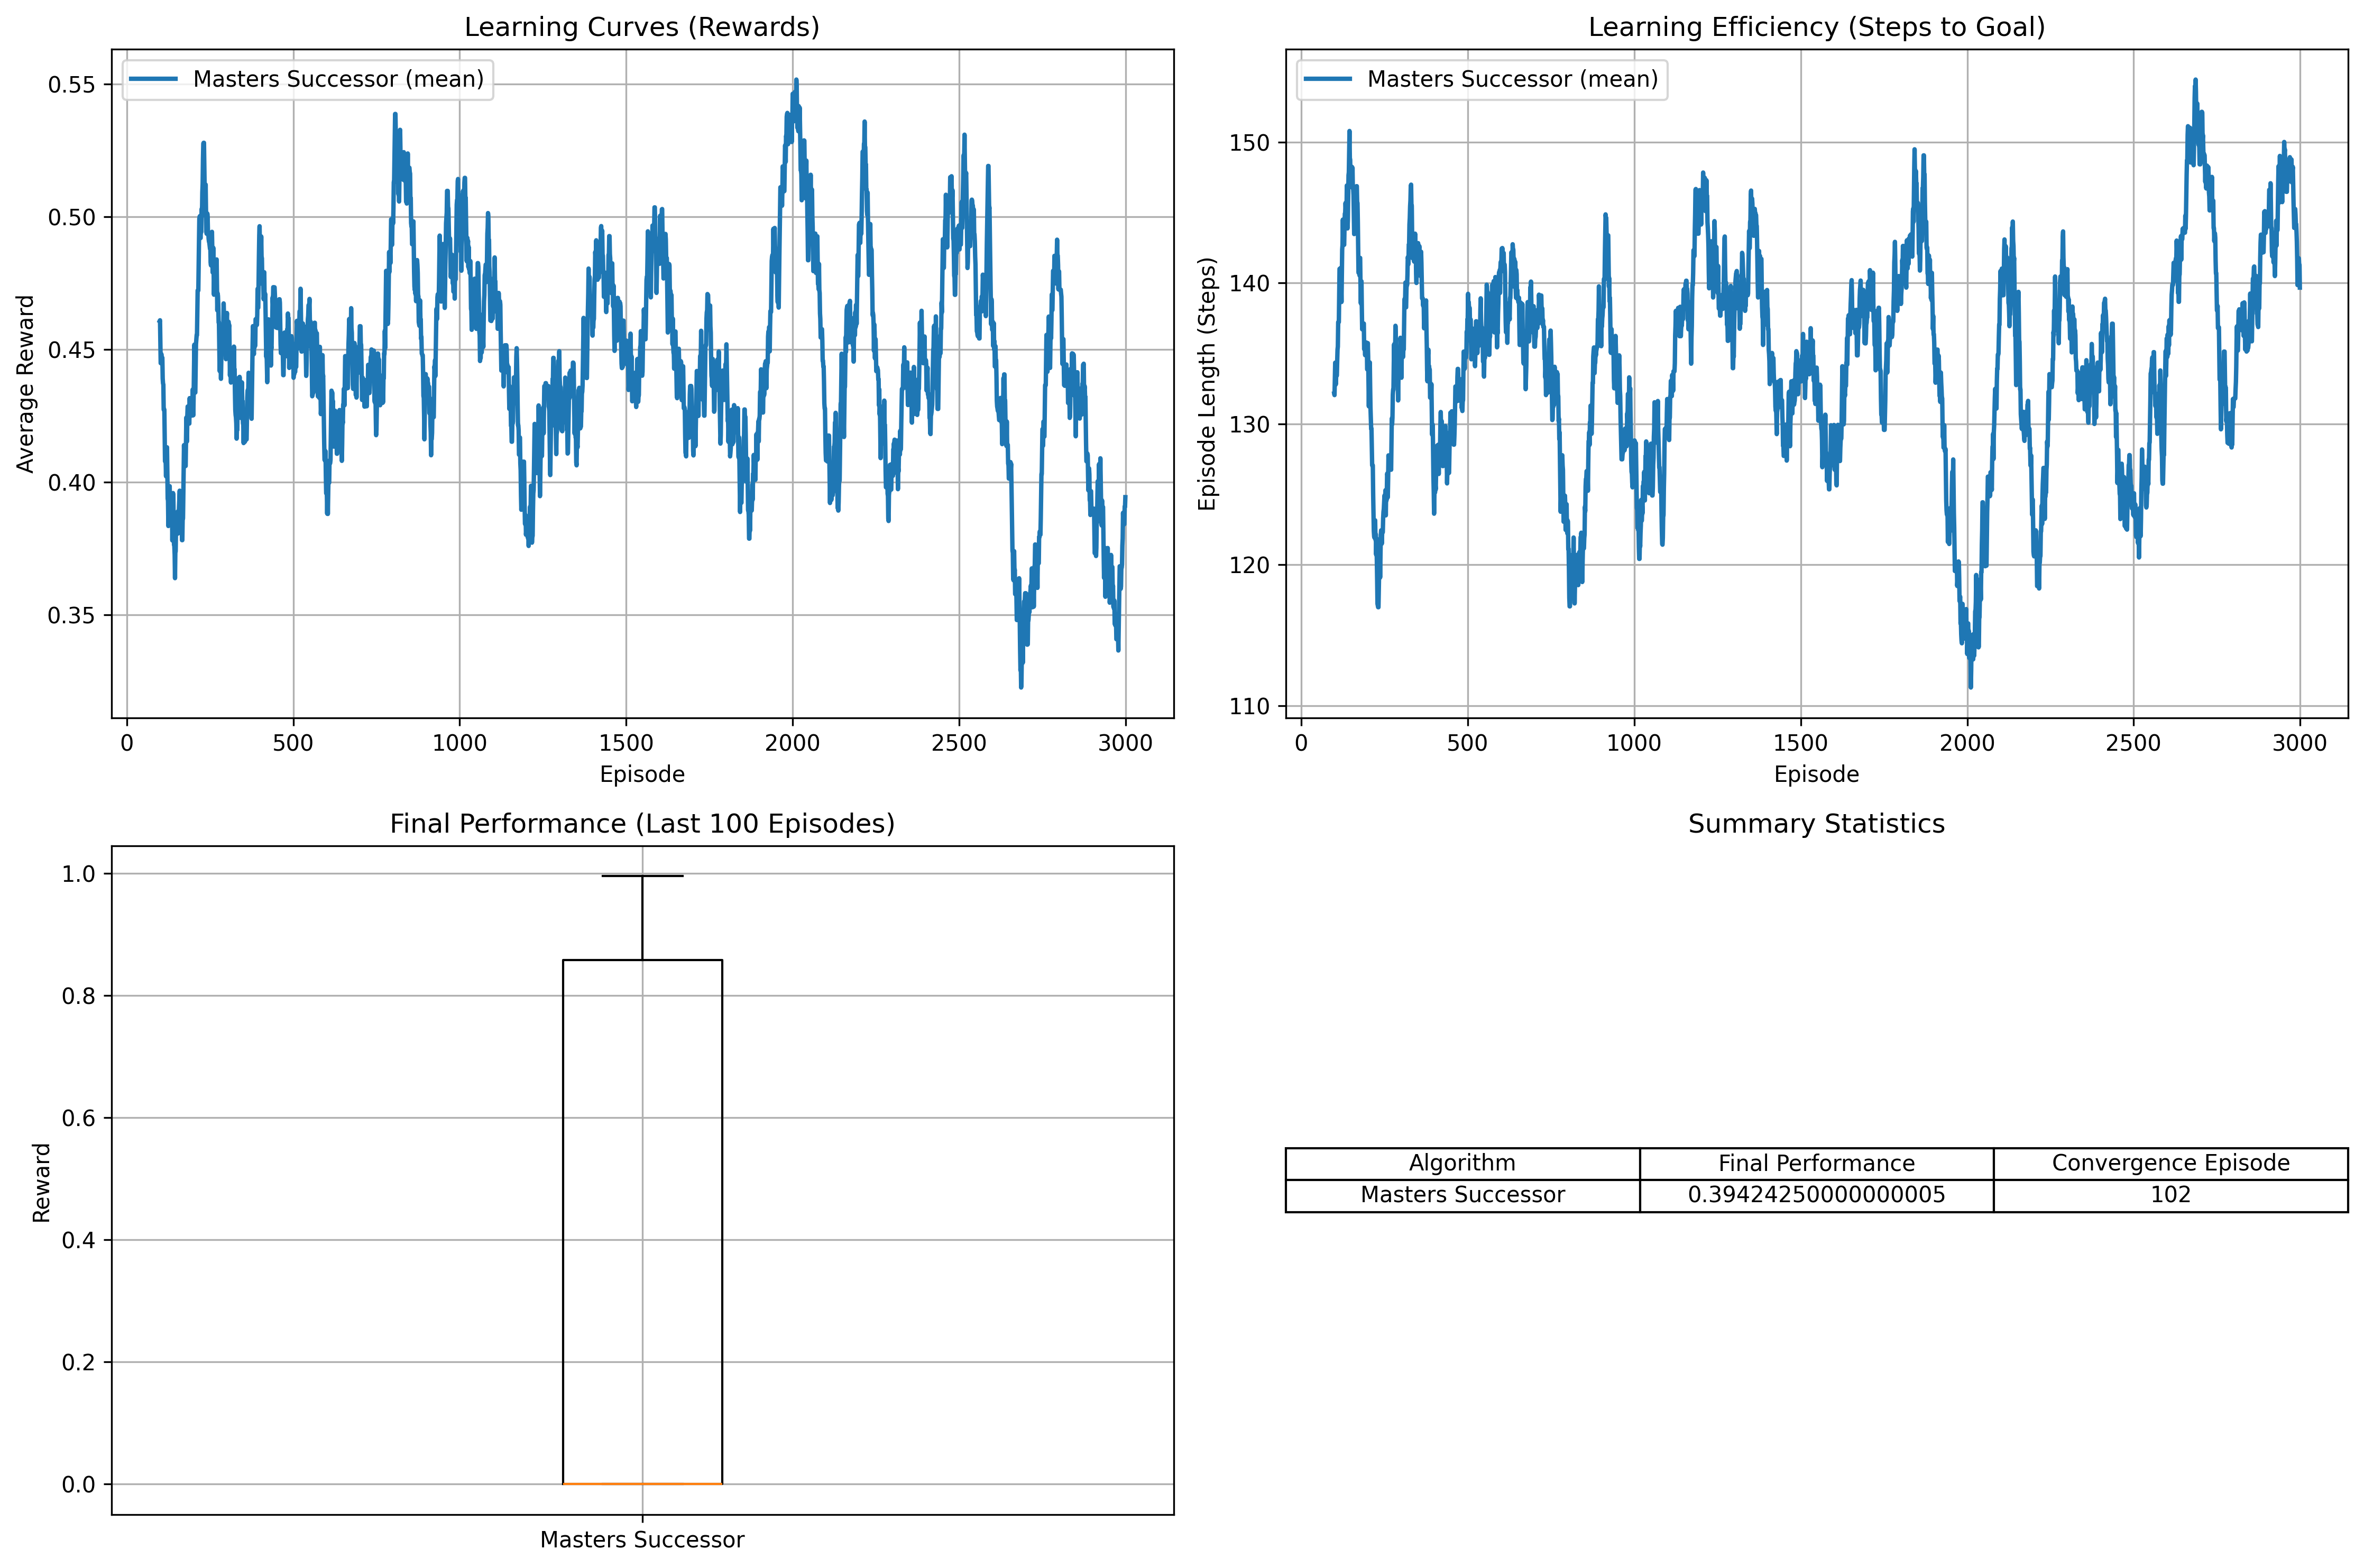 Learning Curves (Rewards)
Masters Successor (mean)
Average Reward
0.55
0.50
0.45
0.40
0.35
0
500
1000
1500
2000
2500
3000
Episode
Learning Efficiency (Steps to Goal)
Masters Successor (mean)
Episode Length (Steps)
150
140
130
120
110
0
500
1000
1500
2000
2500
3000
Episode
Final Performance (Last 100 Episodes)
Reward
1.0
0.8
0.6
0.4
0.2
0.0
Masters Successor
Summary Statistics
Algorithm Final Performance Convergence Episode
Masters Successor 0.39424250000000005 102